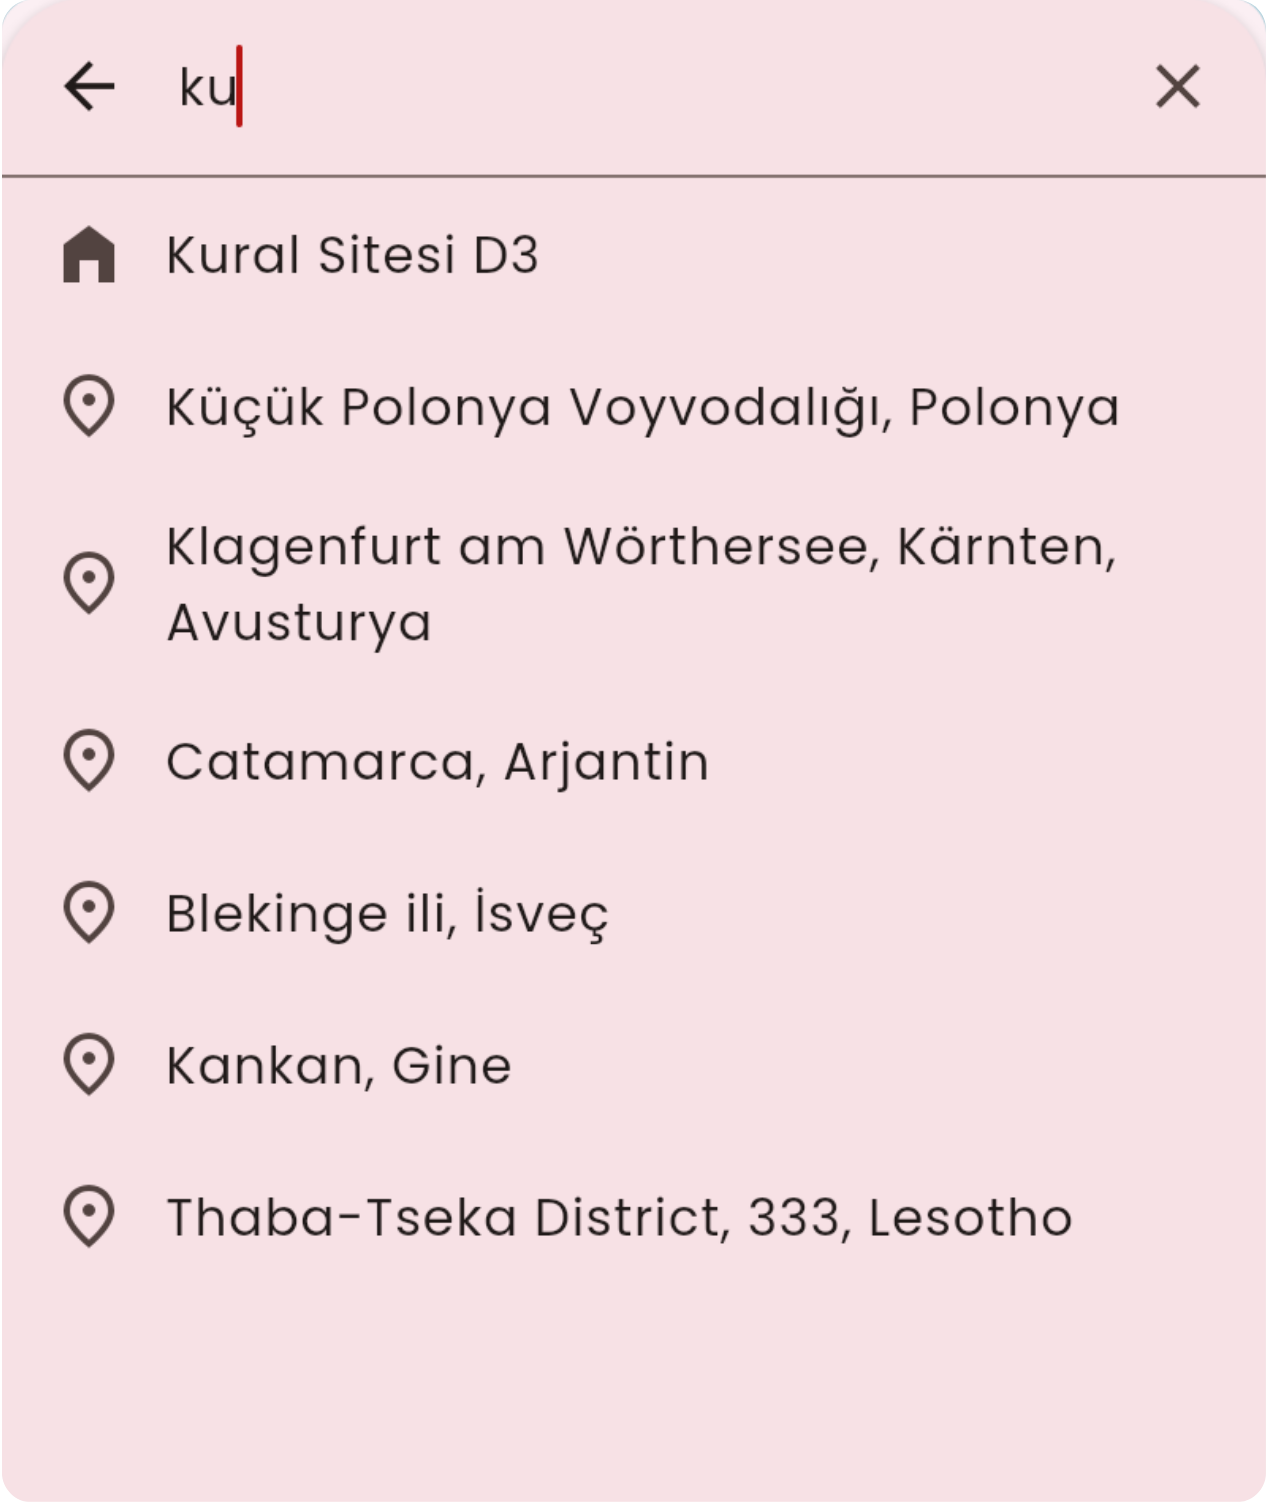 ku
Kural Sitesi D3
Küçük Polonya Voyvodalığı, Polonya
Klagenfurt am Wörthersee, Kärnten,
Avusturya
Catamarca, Arjantin
Blekinge ili, İsveç
Kankan, Gine
Thaba-Tseka District, 333, Lesotho